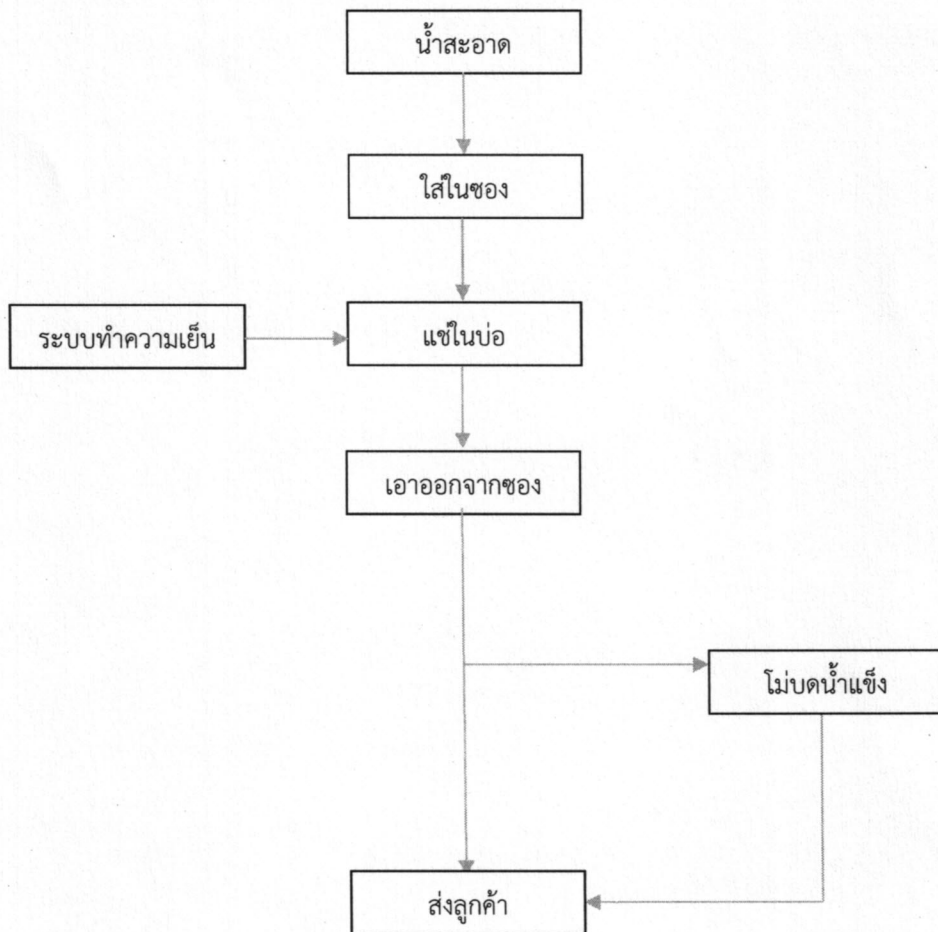 น้ำสะอาด
ใส่ในซอง
ระบบทำความเย็น
แช่ในบ่อ
เอาออกจากซอง
โม่บดน้ำแข็ง
ส่งลูกค้า